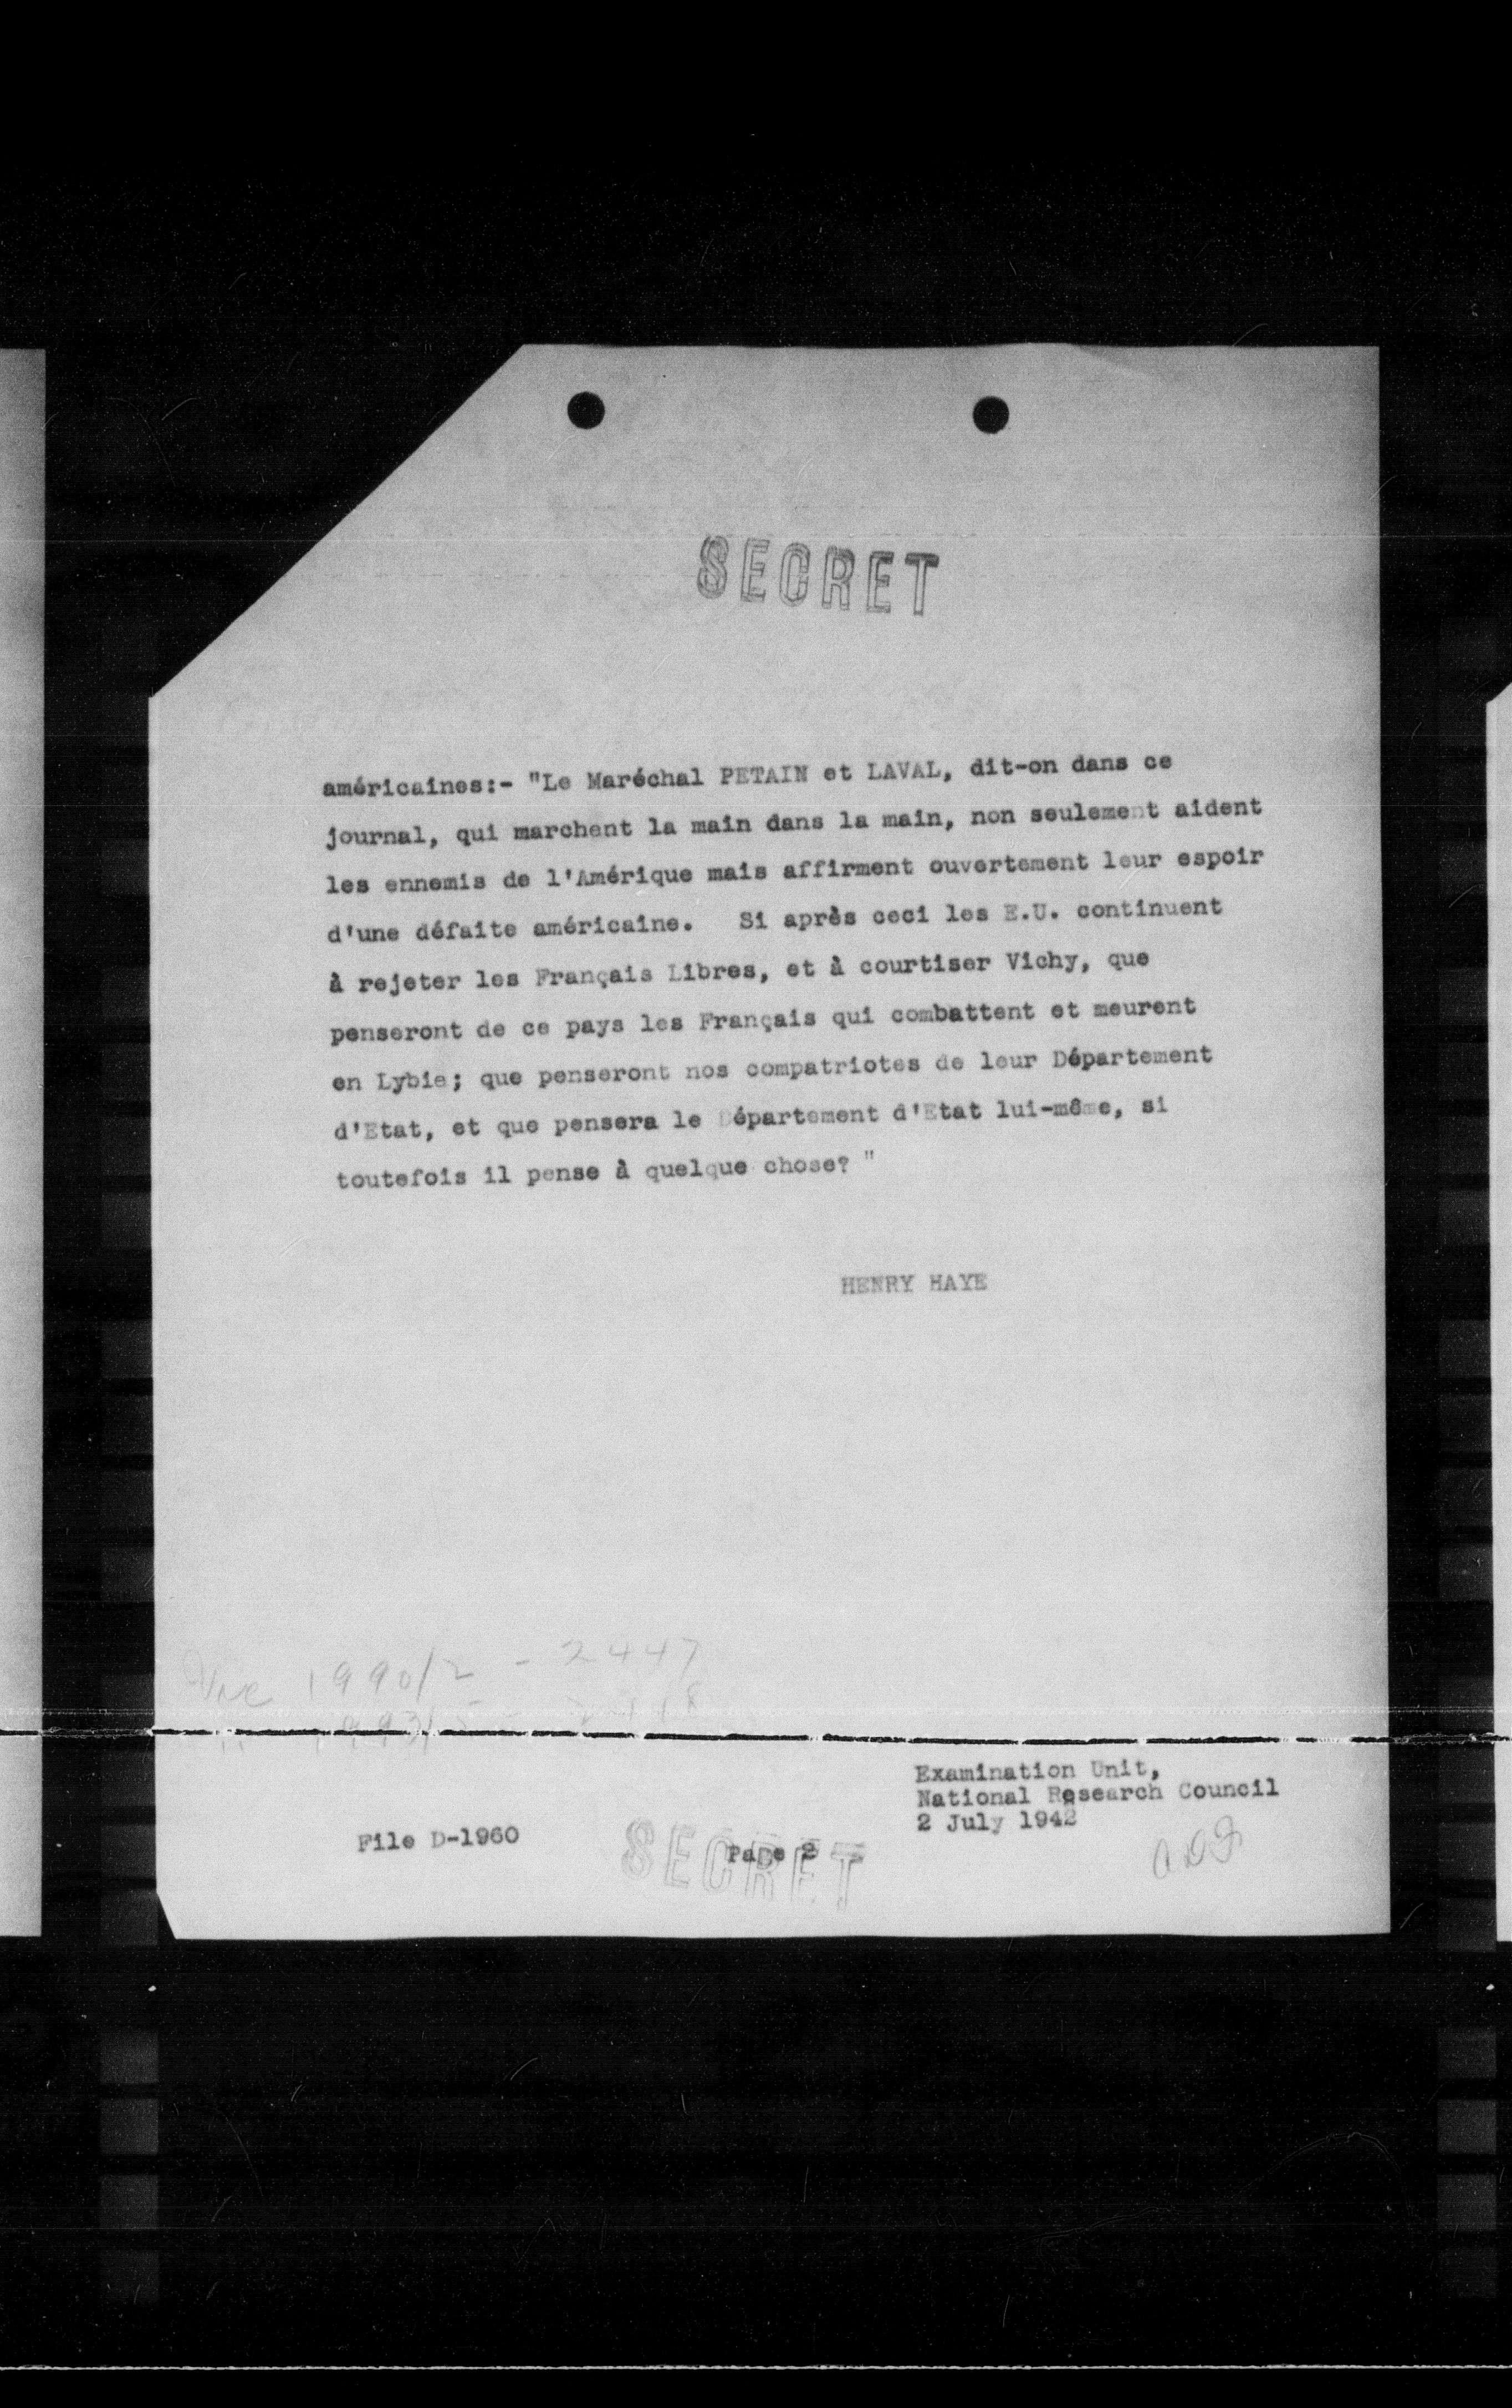 SECRET
américaines:- "Le Maréchal PETAIN et LAVAL, dit-on dans ce
journal, qui marchent la main dans la main, non seulement aident
les ennemis de l'Amérique mais affirment ouvertement leur espoir
d'une défaite américaine. Si après ceci les E.U. continuent
à rejeter les Français Libres, et à courtiser Vichy, que
penseront de ce pays les Français qui combattent et meurent
en Lybie; que penseront nos compatriotes de leur Département
d'Etat, et que pensera le Département d'Etat lui-même, si
toutefois il pense à quelque chose? "
HENRY HAYE
1990/2 - 2447
Examination Unit,
National Research Council
2 July 1942
File D-1960
Page 2
SECRET